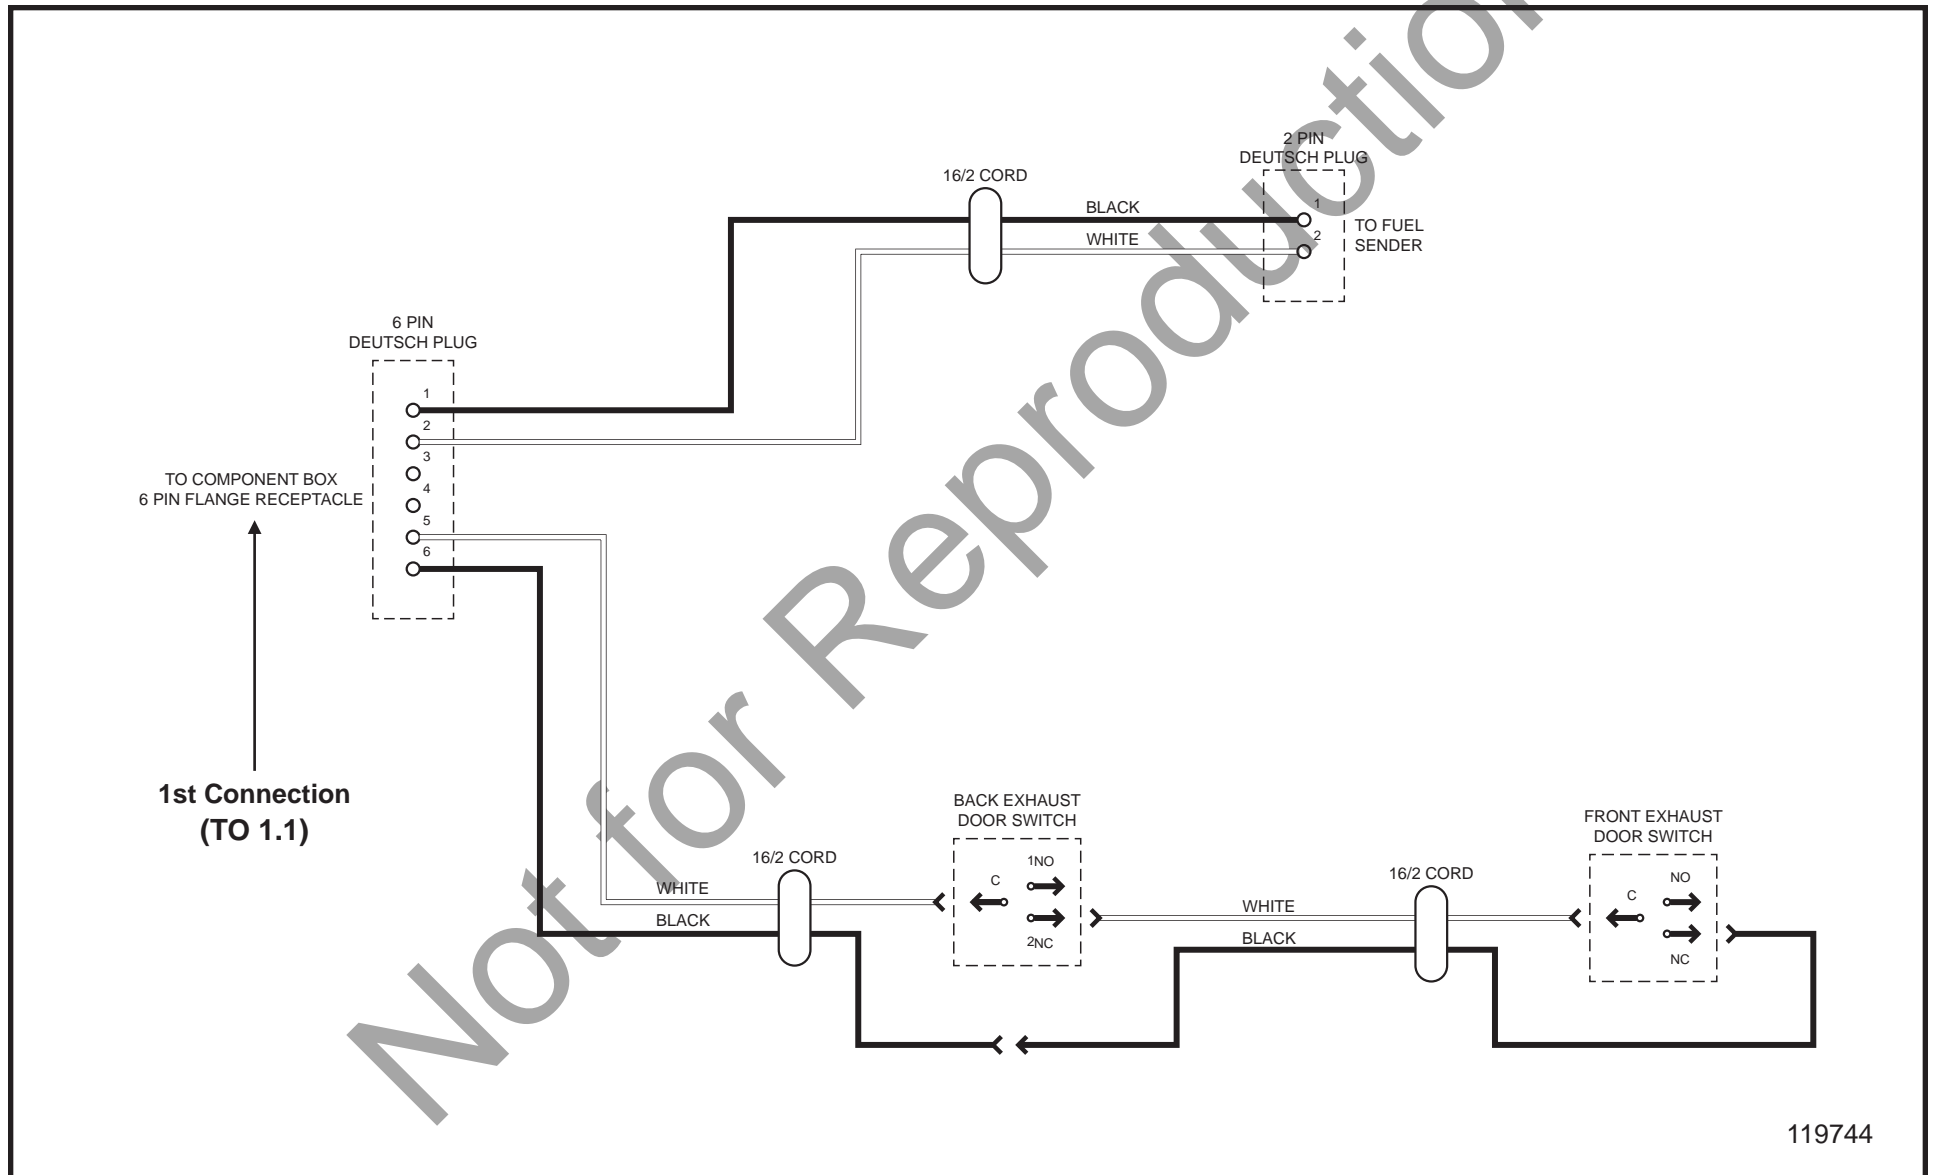 2 PIN
DEUTSCH PLUG
16/2 CORD
BLACK
1
TO FUEL
SENDER
WHITE
2
6 PIN
DEUTSCH PLUG
1
2
3
4
5
6
TO COMPONENT BOX
6 PIN FLANGE RECEPTACLE
1st Connection
(TO 1.1)
BACK EXHAUST
DOOR SWITCH
FRONT EXHAUST
DOOR SWITCH
16/2 CORD
WHITE
BLACK
C
1NO
2NC
16/2 CORD
WHITE
BLACK
C
NO
NC
Not for Reproduction
119744